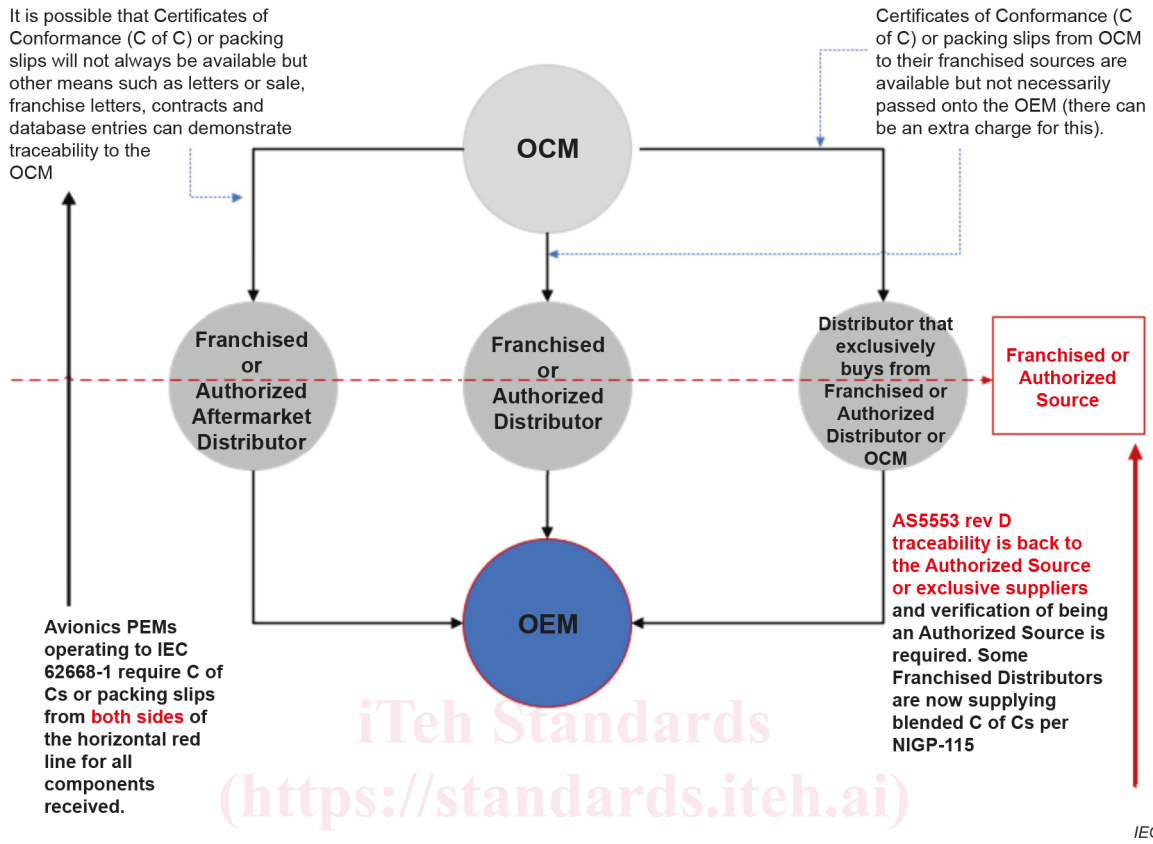 It is possible that Certificates of
Conformance (C of C) or packing
slips will not always be available but
other means such as letters or sale,
franchise letters, contracts and
database entries can demonstrate
traceability to the
OCM
Certificates of Conformance (C
of C) or packing slips from OCM
to their franchised sources are
available but not necessarily
passed onto the OEM (there can
be an extra charge for this).
OCM
Franchised
or
Authorized
Aftermarket
Distributor
Franchised
or
Authorized
Distributor
Distributor that
exclusively
buys from
Franchised or
Authorized
Distributor or
OCM
Franchised or
Authorized
Source
OEM
Avionics PEMs
operating to IEC
62668-1 require C of
Cs or packing slips
from both sides of
the horizontal red
line for all
components
received.
AS5553 rev D
traceability is back to
the Authorized Source
or exclusive suppliers
and verification of being
an Authorized Source is
required. Some
Franchised Distributors
are now supplying
blended C of Cs per
NIGP-115
iTeh Standards
(https://standards.iteh.ai)